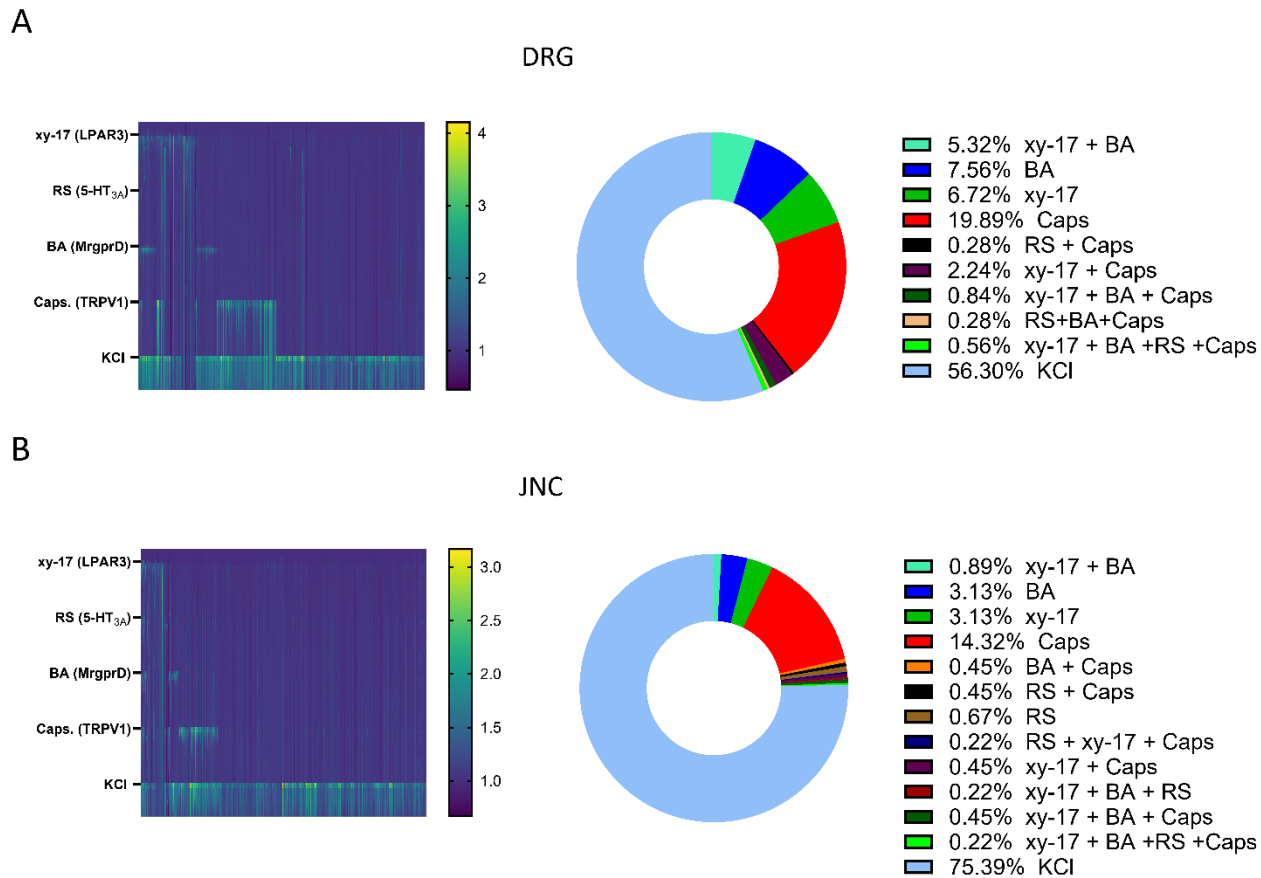 A
DRG
xy-17 (LPAR3)
RS (5-HT3A)
BA (MrgprD)
Caps. (TRPV1)
KCl
4
3
2
1
5.32% xy-17 + BA
7.56% BA
6.72% xy-17
19.89% Caps
0.28% RS + Caps
2.24% xy-17 + Caps
0.84% xy-17 + BA + Caps
0.28% RS+BA+Caps
0.56% xy-17 + BA +RS +Caps
56.30% KCl
B
JNC
xy-17 (LPAR3)
RS (5-HT3A)
BA (MrgprD)
Caps. (TRPV1)
KCl
3.0
2.5
2.0
1.5
1.0
0.89% xy-17 + BA
3.13% BA
3.13% xy-17
14.32% Caps
0.45% BA + Caps
0.45% RS + Caps
0.67% RS
0.22% RS + xy-17 + Caps
0.45% xy-17 + Caps
0.22% xy-17 + BA + RS
0.45% xy-17 + BA + Caps
0.22% xy-17 + BA +RS +Caps
75.39% KCl